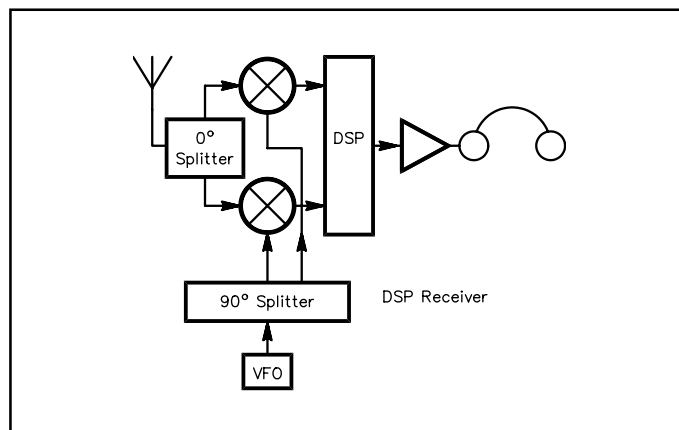 0°
Splitter
DSP
90° Splitter
DSP Receiver
VFO